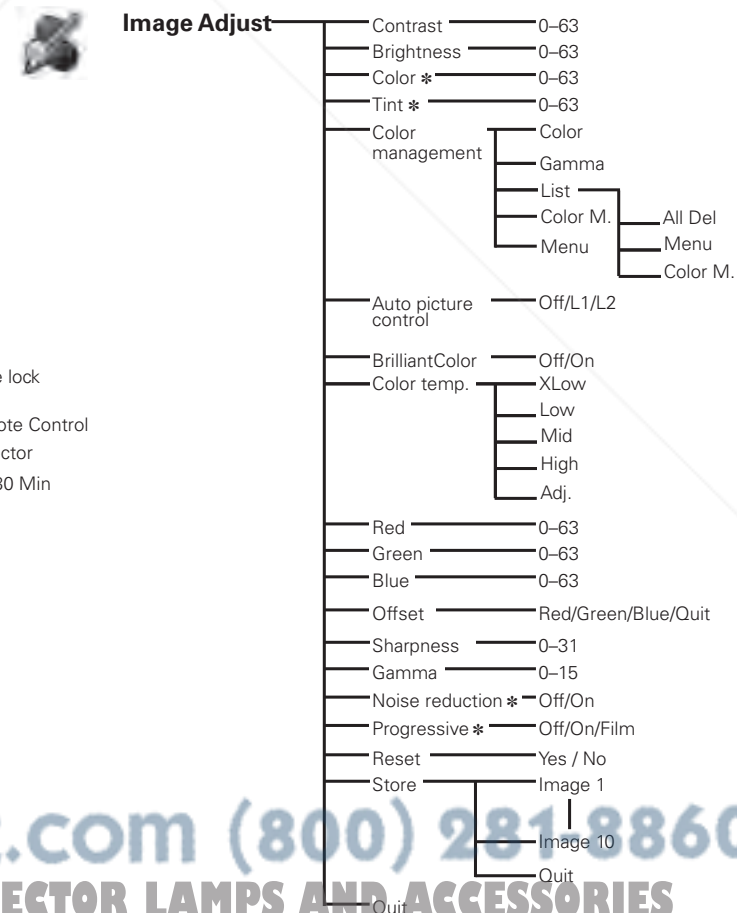 Image Adjust
Contrast 0–63
Brightness 0–63
Color ✻ 0–63
Tint ✻ 0–63
Color management
Color
Gamma
List
All Del
Menu
Color M.
Color M.
Menu
Auto picture control Off/L1/L2
BrilliantColor Off/On
Color temp. XLow
Low
Mid
High
Adj.
Red 0–63
Green 0–63
Blue 0–63
Offset Red/Green/Blue/Quit
Sharpness 0–31
Gamma 0–15
Noise reduction ✻ Off/On
Progressive ✻ Off/On/Film
Reset Yes / No
Store Image 1
Image 10
Quit
Quit
e lock
ote Control
ctor
30 Min
.com (800) 281-8860
ECTOR LAMPS AND ACCESSORIES